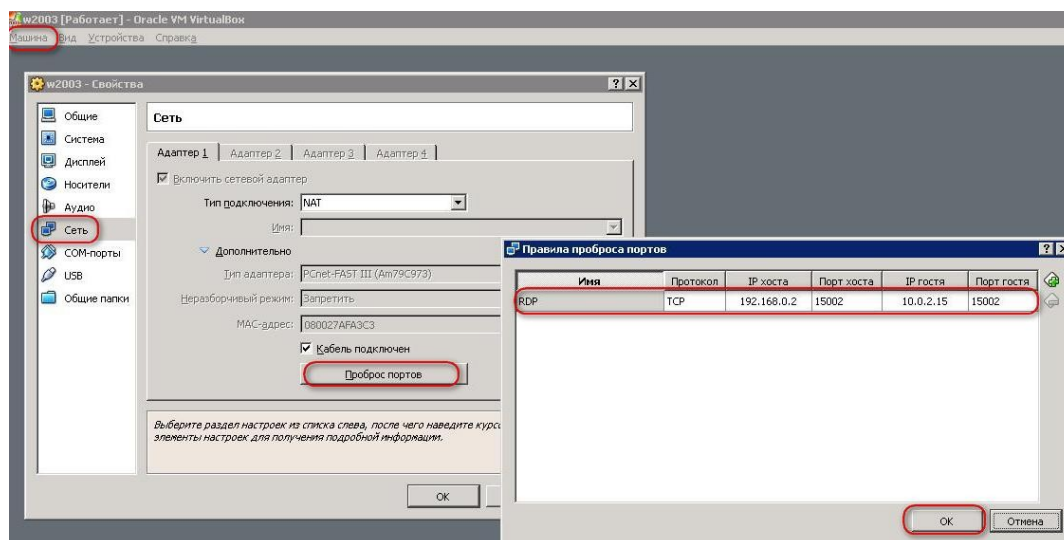 w2003 [Работает] - Oracle VM VirtualBox
Машина Вид Устройства Справка
w2003 - Свойства
Общие
Система
Дисплей
Носители
Аудио
Сеть
COM-порты
USB
Общие папки
Сеть
Адаптер 1 Адаптер 2 Адаптер 3 Адаптер 4
Включить сетевой адаптер
Тип подключения: NAT
Имя:
Дополнительно
Тип адаптера: PCnet-FAST III (Am79C973)
Неразборчивый режим: Запретить
MAC-адрес: 080027AFA3C3
Кабель подключен
Проброс портов
Выберите раздел настроек из списка слева, после чего наведите курс
элементы настроек для получения подробной информации.
OK
Правила проброса портов
Имя Протокол IP хоста Порт хоста IP гостя Порт гостя
RDP TCP 192.168.0.2 15002 10.0.2.15 15002
OK Отмена